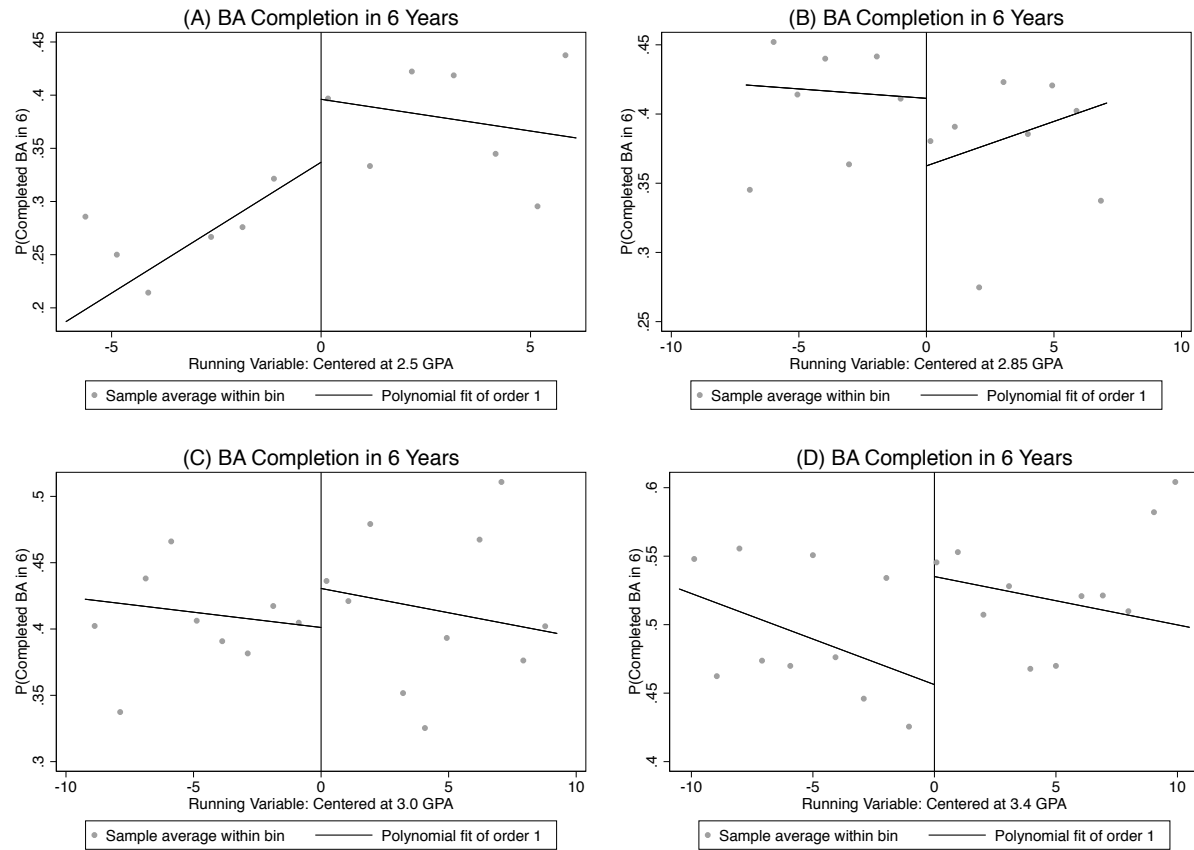 (A) BA Completion in 6 Years
P(Completed BA in 6)
.45
.4
.35
.3
.25
.2
-5 0 5
Running Variable: Centered at 2.5 GPA
Sample average within bin Polynomial fit of order 1
(B) BA Completion in 6 Years
P(Completed BA in 6)
.45
.4
.35
.3
.25
-10 -5 0 5 10
Running Variable: Centered at 2.85 GPA
Sample average within bin Polynomial fit of order 1
(C) BA Completion in 6 Years
P(Completed BA in 6)
.5
.45
.4
.35
.3
-10 -5 0 5 10
Running Variable: Centered at 3.0 GPA
Sample average within bin Polynomial fit of order 1
(D) BA Completion in 6 Years
P(Completed BA in 6)
.6
.55
.5
.45
.4
-10 -5 0 5 10
Running Variable: Centered at 3.4 GPA
Sample average within bin Polynomial fit of order 1